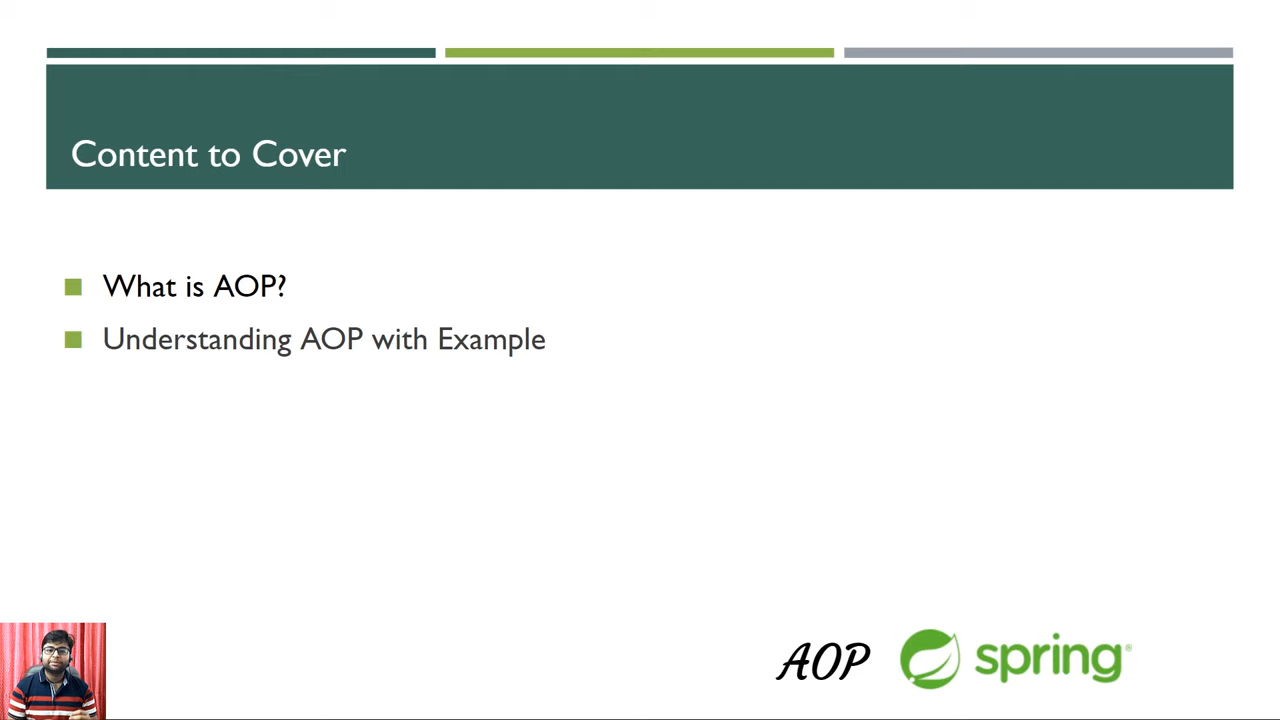 Content to Cover
What is AOP?
Understanding AOP with Example
AOP spring®